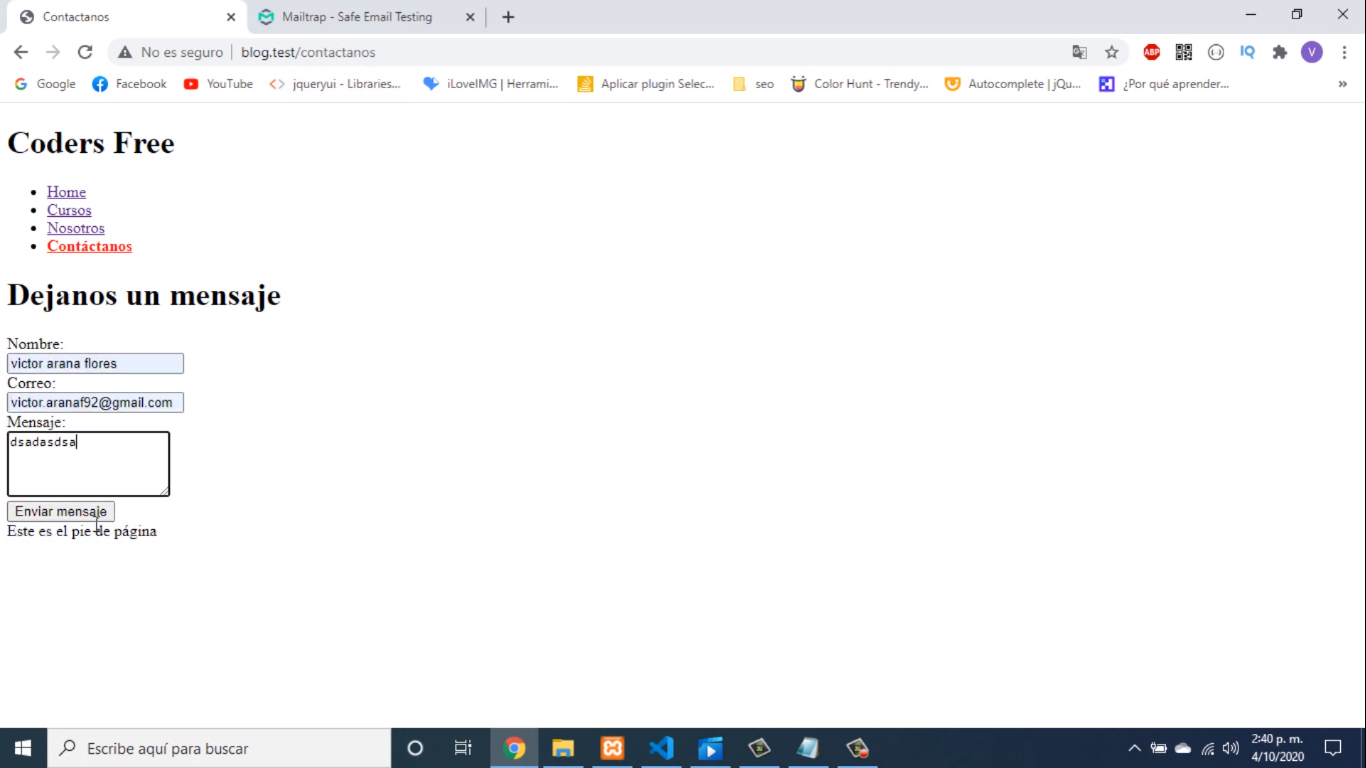 Contactanos
Mailtrap - Safe Email Testing
No es seguro
blog.test/contactanos
ABP
IQ
V
Google
Facebook
YouTube
jqueryui - Libraries...
iLoveIMG | Herrami...
Aplicar plugin Selec...
seo
Color Hunt - Trendy...
Autocomplete | jQu...
¿Por qué aprender...
»
Coders Free
Home
Cursos
Nosotros
Contáctanos
Dejanos un mensaje
Nombre:
victor arana flores
Correo:
victor.aranaf92@gmail.com
Mensaje:
dsadasdsa
Enviar mensaje
Este es el pie de página
Escribe aquí para buscar
2:40 p. m.
4/10/2020